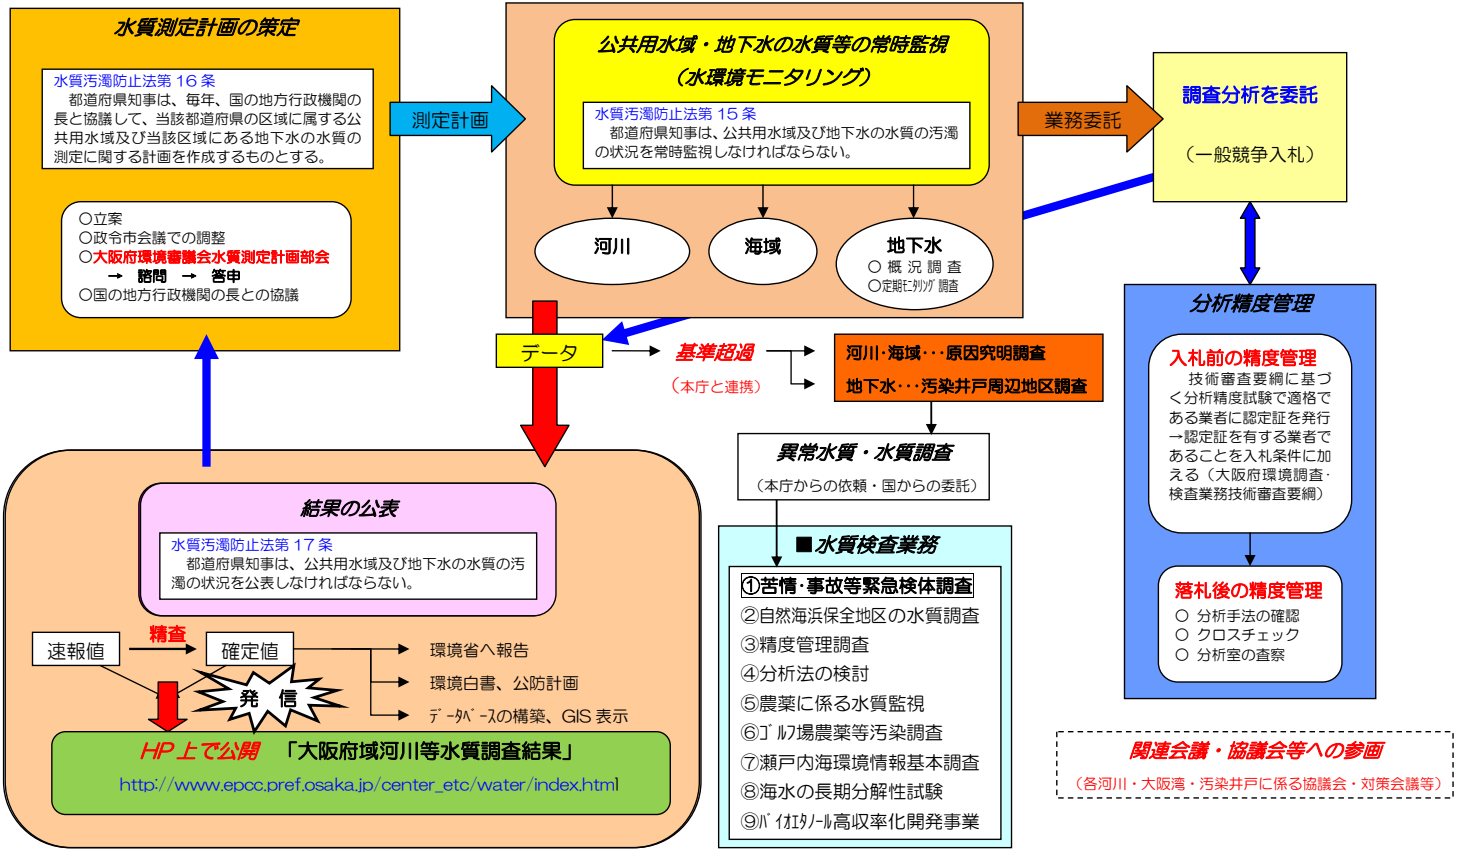 水質測定計画の策定
水質汚濁防止法第16条
都道府県知事は、毎年、国の地方行政機関の
長と協議して、当該都道府県の区域に属する公
共用水域及び当該区域にある地下水の水質の
測定に関する計画を作成するものとする。
○立案
○政令市会議での調整
○大阪府環境審議会水質測定計画部会
→ 諮問 → 答申
○国の地方行政機関の長との協議
測定計画
公共用水域・地下水の水質等の常時監視
（水環境モニタリング）
水質汚濁防止法第15条
都道府県知事は、公共用水域及び地下水の水質の汚濁
の状況を常時監視しなければならない。
河川
海域
地下水
○ 概況調査
○定期ﾓﾆﾀﾘﾝｸﾞ調査
業務委託
調査分析を委託
（一般競争入札）
分析精度管理
入札前の精度管理
技術審査要綱に基づ
く分析精度試験で適格で
ある業者に認定証を発行
→認定証を有する業者で
あることを入札条件に加
える（大阪府環境調査・
検査業務技術審査要綱）
落札後の精度管理
○ 分析手法の確認
○ クロスチェック
○ 分析室の査察
データ
基準超過
（本庁と連携）
河川・海域・・・原因究明調査
地下水・・・汚染井戸周辺地区調査
異常水質・水質調査
（本庁からの依頼・国からの委託）
■水質検査業務
①苦情・事故等緊急検体調査
②自然海浜保全地区の水質調査
③精度管理調査
④分析法の検討
⑤農薬に係る水質監視
⑥ｺﾞﾙﾌ場農薬等汚染調査
⑦瀬戸内海環境情報基本調査
⑧海水の長期分解性試験
⑨ﾊﾞｲｵｴﾀﾉｰﾙ高収率化開発事業
結果の公表
水質汚濁防止法第17条
都道府県知事は、公共用水域及び地下水の水質の汚
濁の状況を公表しなければならない。
速報値
精査
確定値
環境省へ報告
環境白書、公防計画
ﾃﾞｰﾀﾍﾞｰｽの構築、GIS表示
発 信
HP上で公開 「大阪府域河川等水質調査結果」
http://www.epcc.pref.osaka.jp/center_etc/water/index.html
関連会議・協議会等への参画
（各河川・大阪湾・汚染井戸に係る協議会・対策会議等）